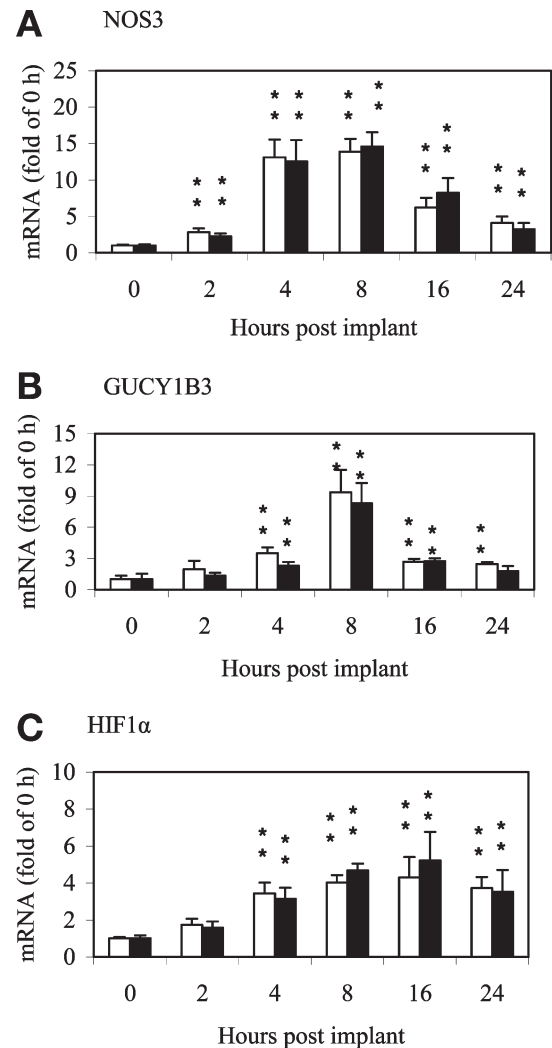 A NOS3
mRNA (fold of 0 h)
25
20
15
10
5
0
* * * * * * * * * *
* * * * * * * * * *
0 2 4 8 16 24
Hours post implant
B GUCY1B3
mRNA (fold of 0 h)
15
12
9
6
3
0
* * * * * * *
* * * * * * *
0 2 4 8 16 24
Hours post implant
C HIF1α
mRNA (fold of 0 h)
10
8
6
4
2
0
* * * * * * * *
* * * * * * * *
0 2 4 8 16 24
Hours post implant